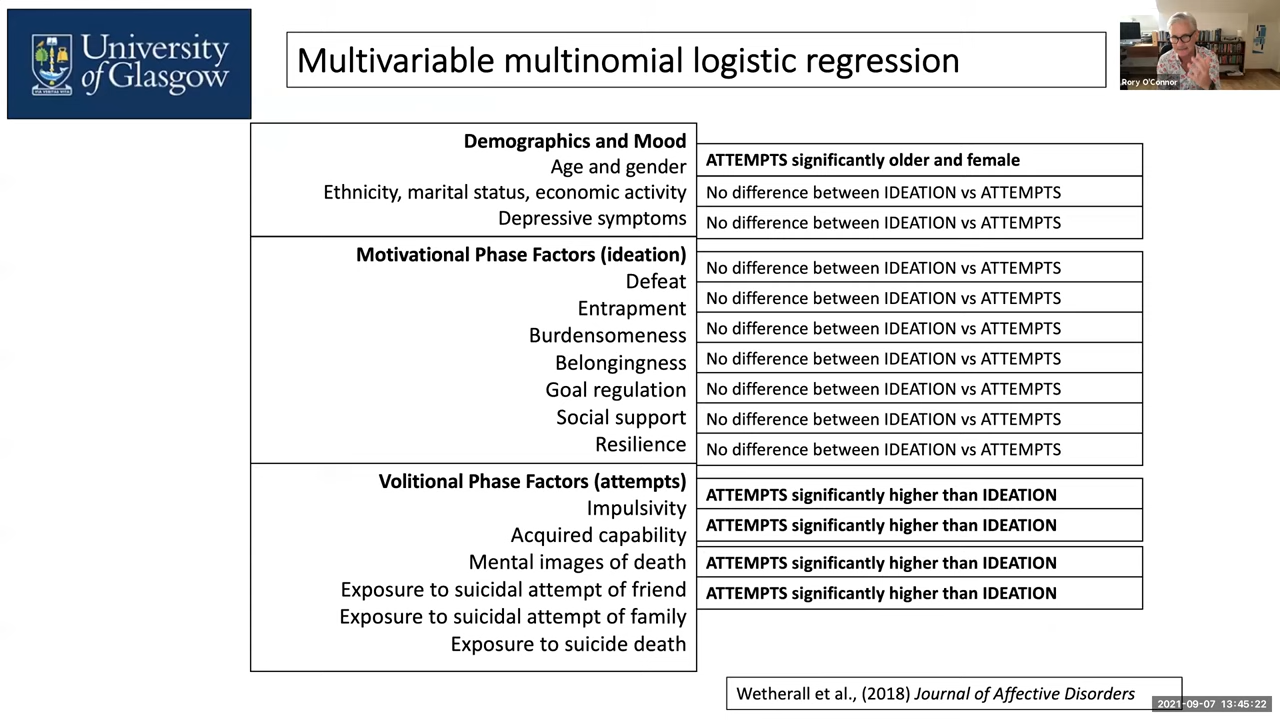 University
of Glasgow
Multivariable multinomial logistic regression
Rory O'Connor
Demographics and Mood
Age and gender
Ethnicity, marital status, economic activity
Depressive symptoms
ATTEMPTS significantly older and female
No difference between IDEATION vs ATTEMPTS
No difference between IDEATION vs ATTEMPTS
Motivational Phase Factors (ideation)
Defeat
Entrapment
Burdensomeness
Belongingness
Goal regulation
Social support
Resilience
No difference between IDEATION vs ATTEMPTS
No difference between IDEATION vs ATTEMPTS
No difference between IDEATION vs ATTEMPTS
No difference between IDEATION vs ATTEMPTS
No difference between IDEATION vs ATTEMPTS
No difference between IDEATION vs ATTEMPTS
No difference between IDEATION vs ATTEMPTS
Volitional Phase Factors (attempts)
Impulsivity
Acquired capability
Mental images of death
Exposure to suicidal attempt of friend
Exposure to suicidal attempt of family
Exposure to suicide death
ATTEMPTS significantly higher than IDEATION
ATTEMPTS significantly higher than IDEATION
ATTEMPTS significantly higher than IDEATION
ATTEMPTS significantly higher than IDEATION
Wetherall et al., (2018) Journal of Affective Disorders
2021-09-07 13:45:22